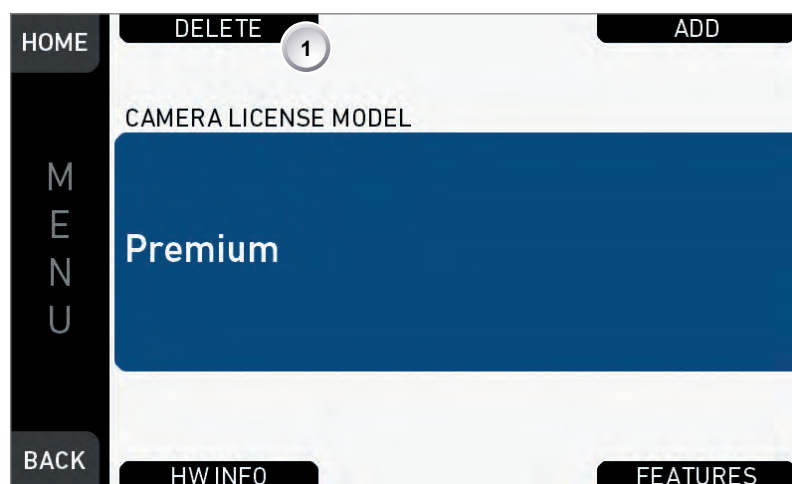 HOME
DELETE
1
ADD
CAMERA LICENSE MODEL
M
E
N
U
Premium
BACK
HW INFO
FEATURES